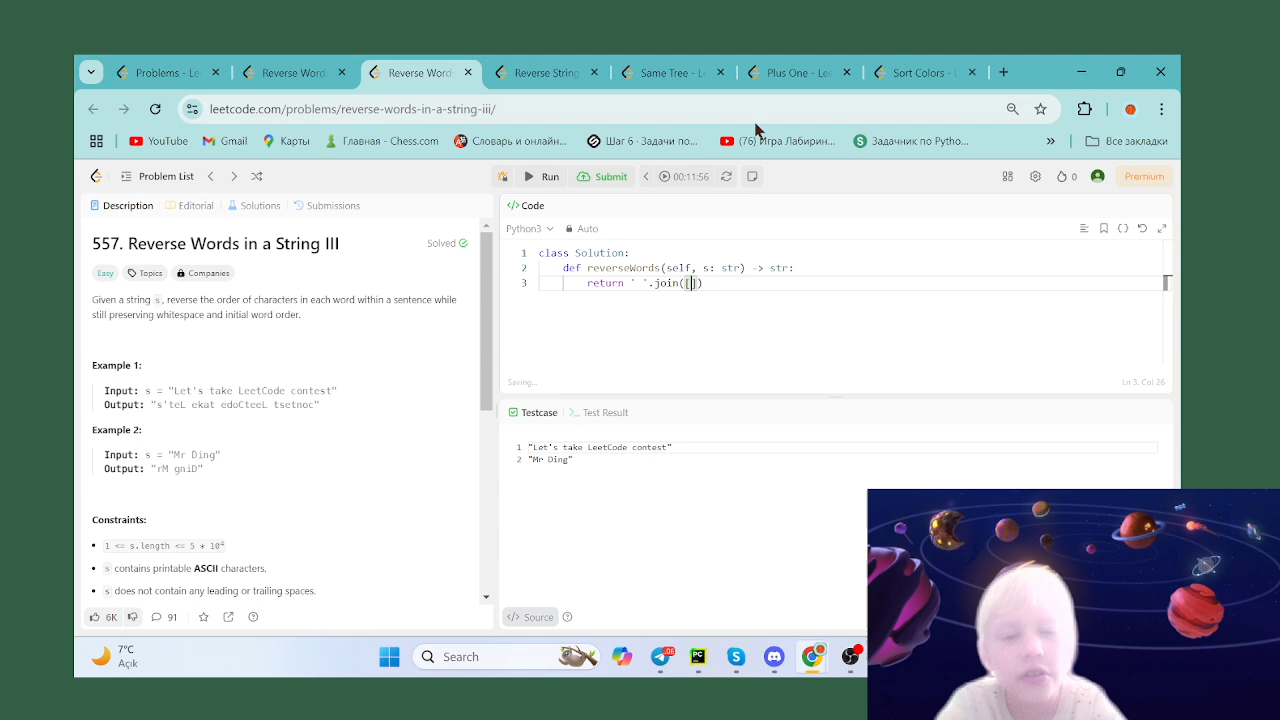 Problems - Le
Reverse Word
Reverse Word
Reverse String
Same Tree - L
Plus One - Lee
Sort Colors - 
leetcode.com/problems/reverse-words-in-a-string-iii/
YouTube
Gmail
Карты
Главная - Chess.com
Словарь и онлайн...
Шаг 6 · Задачи по...
(76) Игра Лабирин...
Задачник по Pytho...
»
Все закладки
Problem List
Run
Submit
00:11:56
0
Premium
Description
Editorial
Solutions
Submissions
</> Code
557. Reverse Words in a String III
Solved
Easy
Topics
Companies
Given a string s, reverse the order of characters in each word within a sentence while
still preserving whitespace and initial word order.
Example 1:
Input: s = "Let's take LeetCode contest"
Output: "s'teL ekat edoCteeL tsetnoc"
Example 2:
Input: s = "Mr Ding"
Output: "rM gniD"
Constraints:
1 <= s.length <= 5 * 10⁴
s contains printable ASCII characters.
s does not contain any leading or trailing spaces.
6K
91
Python3
Auto
1 class Solution:
2 def reverseWords(self, s: str) -> str:
3 return ' '.join([])
Saving...
Ln 3, Col 26
Testcase
>_ Test Result
1 "Let's take LeetCode contest"
2 "Mr Ding"
</> Source
7°C
Açık
Search
.06
PC